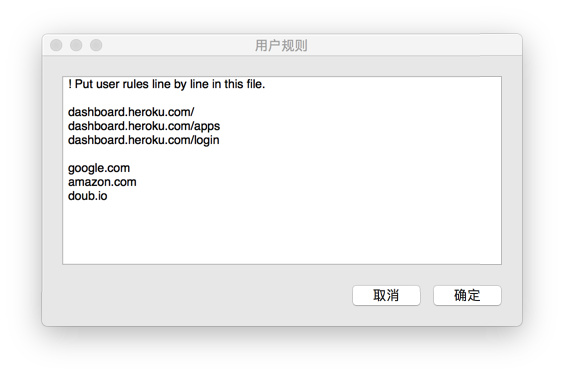 用户规则
! Put user rules line by line in this file.
dashboard.heroku.com/
dashboard.heroku.com/apps
dashboard.heroku.com/login
google.com
amazon.com
doub.io
取消
确定